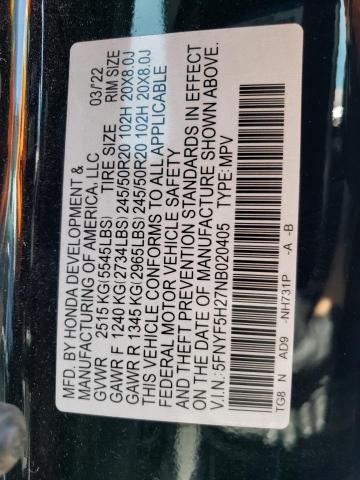 MFD. BY HONDA DEVELOPMENT &
MANUFACTURING OF AMERICA, LLC 03/'22
GVWR 2515 KG(5545LBS) TIRE SIZE RIM SIZE
GAWR F 1240 KG(2734LBS) 245/50R20 102H 20X8.0J
GAWR R 1345 KG(2965LBS) 245/50R20 102H 20X8.0J
THIS VEHICLE CONFORMS TO ALL APPLICABLE
FEDERAL MOTOR VEHICLE SAFETY
AND THEFT PREVENTION STANDARDS IN EFFECT
ON THE DATE OF MANUFACTURE SHOWN ABOVE.
V.I.N.: 5FNYF5H27NB020405 TYPE: MPV
TG8 N AD9 -NH731P -A -B